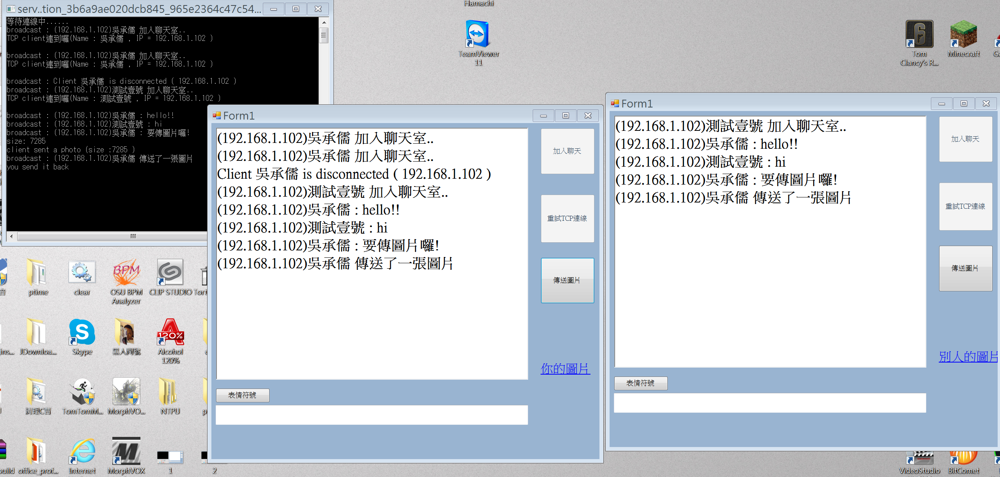 serv..tion_3b6a9ae020dcb845_965e2364c47c54...
等待連線中......
broadcast : (192.168.1.102)吳承儒 加入聊天室..
TCP client連到囉(Name : 吳承儒 , IP = 192.168.1.102 )
broadcast : (192.168.1.102)吳承儒 加入聊天室..
TCP client連到囉(Name : 吳承儒 , IP = 192.168.1.102 )
broadcast : Client 吳承儒 is disconnected ( 192.168.1.102 )
broadcast : (192.168.1.102)測試壹號 加入聊天室..
TCP client連到囉(Name : 測試壹號 , IP = 192.168.1.102 )
broadcast : (192.168.1.102)吳承儒 : hello!!
broadcast : (192.168.1.102)測試壹號 : hi
broadcast : (192.168.1.102)吳承儒 : 要傳圖片囉!
size: 7285
client sent a photo (size :7285 )
broadcast : (192.168.1.102)吳承儒 傳送了一張圖片
you send it back
Hamachi
TeamViewer
11
Tom
Clancy's R...
Minecraft
Form1
(192.168.1.102)吳承儒 加入聊天室..
(192.168.1.102)吳承儒 加入聊天室..
Client 吳承儒 is disconnected ( 192.168.1.102 )
(192.168.1.102)測試壹號 加入聊天室..
(192.168.1.102)吳承儒 : hello!!
(192.168.1.102)測試壹號 : hi
(192.168.1.102)吳承儒 : 要傳圖片囉!
(192.168.1.102)吳承儒 傳送了一張圖片
加入聊天
重試TCP連線
傳送圖片
你的圖片
表情符號
Form1
(192.168.1.102)測試壹號 加入聊天室..
(192.168.1.102)吳承儒 : hello!!
(192.168.1.102)測試壹號 : hi
(192.168.1.102)吳承儒 : 要傳圖片囉!
(192.168.1.102)吳承儒 傳送了一張圖片
加入聊天
重試TCP連線
傳送圖片
別人的圖片
表情符號
音
ptime
clear
BPM
OSU BPM
Analyzer
CLIP STUDIO
Tort
ins...
JDownloa...
Skype
黑人問號
120%
Alcohol
120%
清理C曹
TomTomM...
MorphVO...
NTPU
build
office_prof...
Internet
MorphVOX
1
2
VideoStudio
BitComet